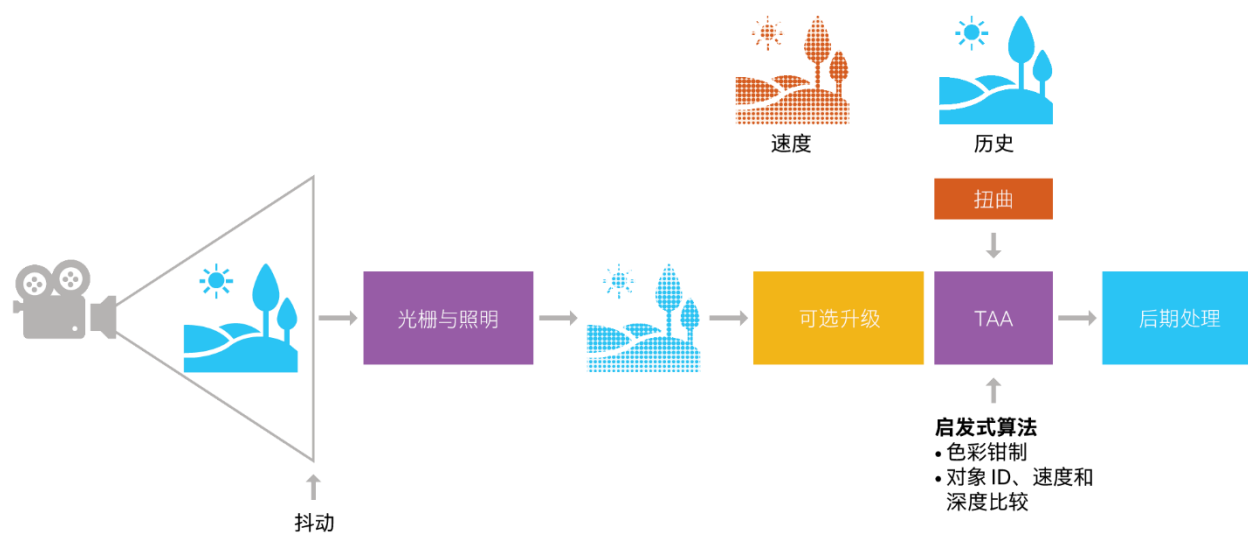 速度
历史
扭曲
光栅与照明
可选升级
TAA
后期处理
启发式算法
• 色彩钳制
• 对象 ID、速度和
深度比较
抖动